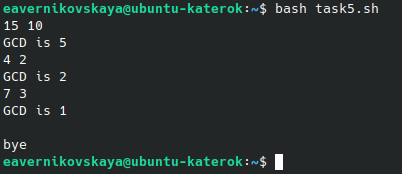 eavernikovskaya@ubuntu-katerok:~$ bash task5.sh
15 10
GCD is 5
4 2
GCD is 2
7 3
GCD is 1

bye
eavernikovskaya@ubuntu-katerok:~$